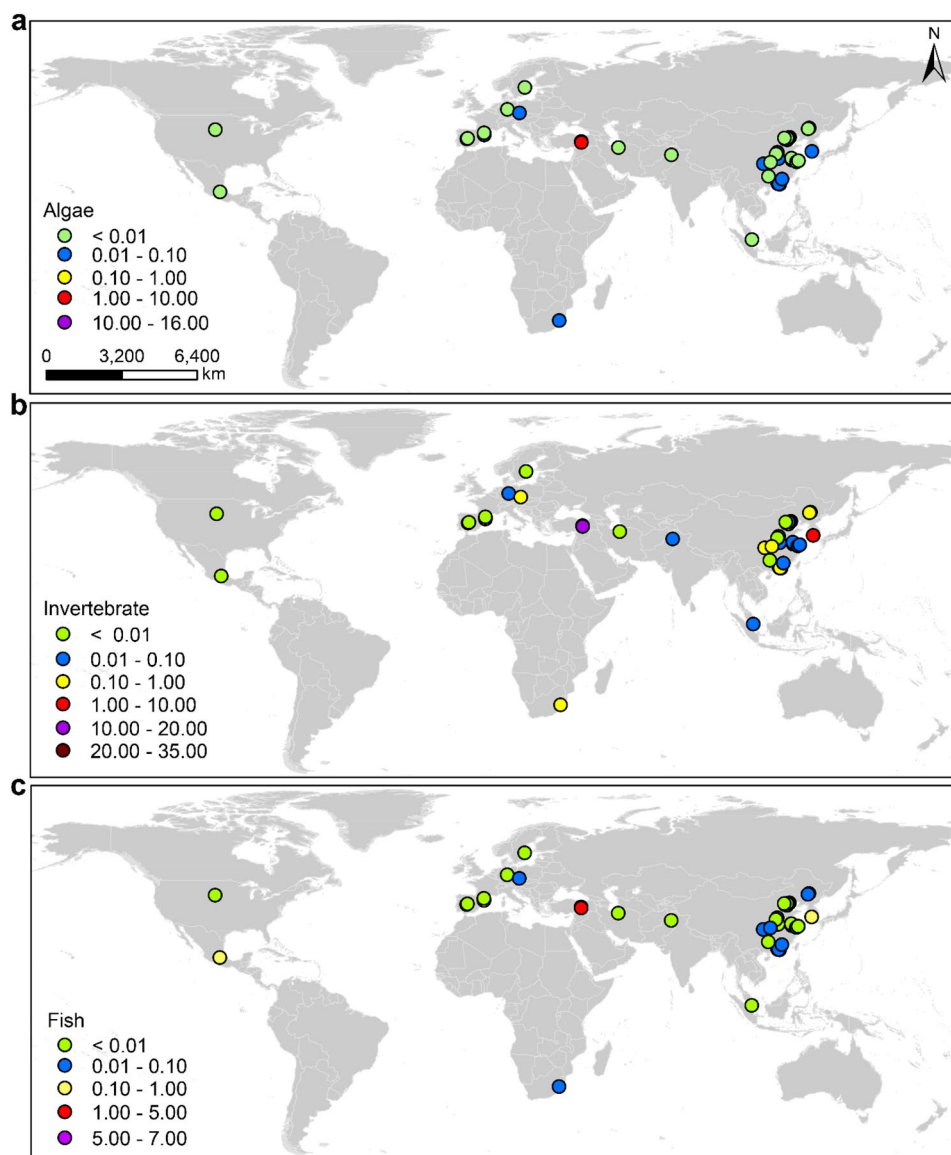 a
N
Algae
< 0.01
0.01 - 0.10
0.10 - 1.00
1.00 - 10.00
10.00 - 16.00
0 3,200 6,400
km
b
Invertebrate
< 0.01
0.01 - 0.10
0.10 - 1.00
1.00 - 10.00
10.00 - 20.00
20.00 - 35.00
c
Fish
< 0.01
0.01 - 0.10
0.10 - 1.00
1.00 - 5.00
5.00 - 7.00